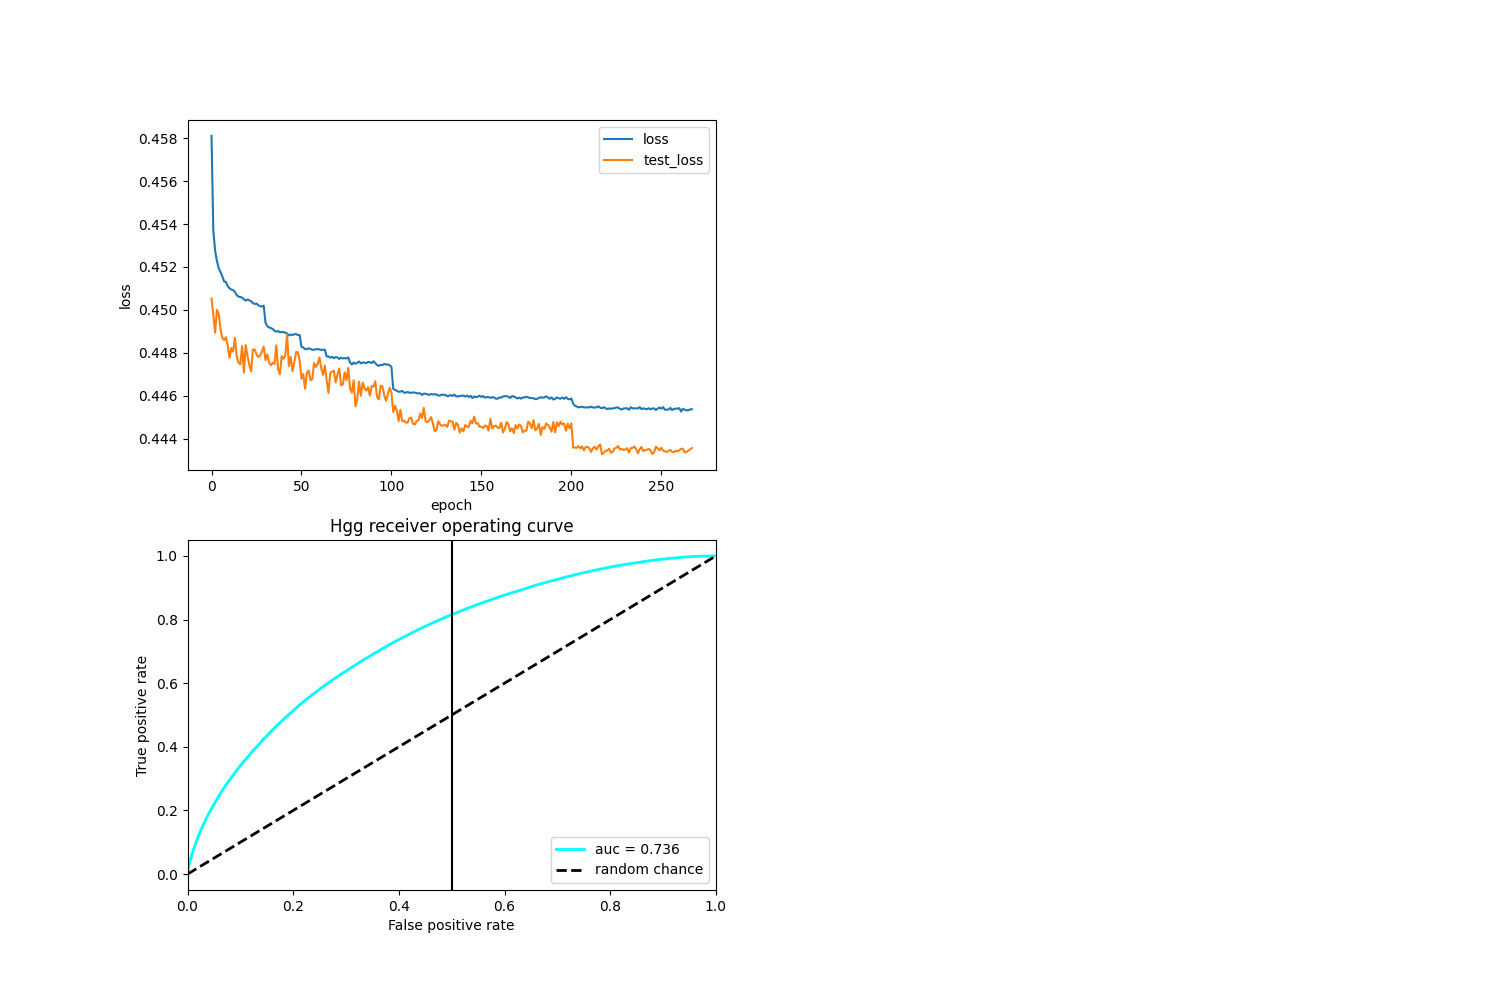 0.458
0.456
0.454
0.452
0.450
0.448
0.446
0.444
loss
loss
test_loss
0 50 100 150 200 250
epoch
Hgg receiver operating curve
1.0
0.8
0.6
0.4
0.2
0.0
True positive rate
auc = 0.736
random chance
0.0 0.2 0.4 0.6 0.8 1.0
False positive rate